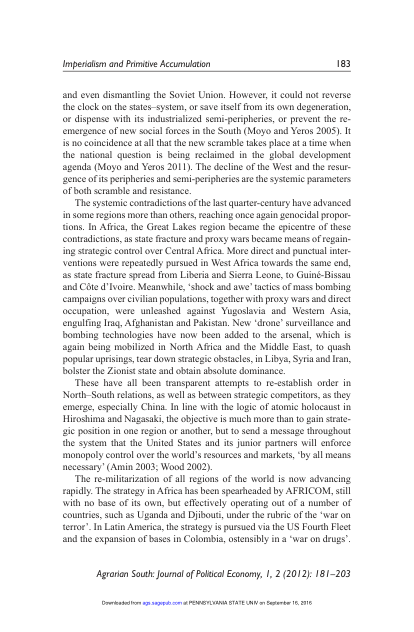 Imperialism and Primitive Accumulation 183
and even dismantling the Soviet Union. However, it could not reverse
the clock on the states–system, or save itself from its own degeneration,
or dispense with its industrialized semi-peripheries, or prevent the re-
emergence of new social forces in the South (Moyo and Yeros 2005). It
is no coincidence at all that the new scramble takes place at a time when
the national question is being reclaimed in the global development
agenda (Moyo and Yeros 2011). The decline of the West and the resur-
gence of its peripheries and semi-peripheries are the systemic parameters
of both scramble and resistance.
The systemic contradictions of the last quarter-century have advanced
in some regions more than others, reaching once again genocidal propor-
tions. In Africa, the Great Lakes region became the epicentre of these
contradictions, as state fracture and proxy wars became means of regain-
ing strategic control over Central Africa. More direct and punctual inter-
ventions were repeatedly pursued in West Africa towards the same end,
as state fracture spread from Liberia and Sierra Leone, to Guiné-Bissau
and Côte d’Ivoire. Meanwhile, ‘shock and awe’ tactics of mass bombing
campaigns over civilian populations, together with proxy wars and direct
occupation, were unleashed against Yugoslavia and Western Asia,
engulfing Iraq, Afghanistan and Pakistan. New ‘drone’ surveillance and
bombing technologies have now been added to the arsenal, which is
again being mobilized in North Africa and the Middle East, to quash
popular uprisings, tear down strategic obstacles, in Libya, Syria and Iran,
bolster the Zionist state and obtain absolute dominance.
These have all been transparent attempts to re-establish order in
North–South relations, as well as between strategic competitors, as they
emerge, especially China. In line with the logic of atomic holocaust in
Hiroshima and Nagasaki, the objective is much more than to gain strate-
gic position in one region or another, but to send a message throughout
the system that the United States and its junior partners will enforce
monopoly control over the world’s resources and markets, ‘by all means
necessary’ (Amin 2003; Wood 2002).
The re-militarization of all regions of the world is now advancing
rapidly. The strategy in Africa has been spearheaded by AFRICOM, still
with no base of its own, but effectively operating out of a number of
countries, such as Uganda and Djibouti, under the rubric of the ‘war on
terror’. In Latin America, the strategy is pursued via the US Fourth Fleet
and the expansion of bases in Colombia, ostensibly in a ‘war on drugs’.
Agrarian South: Journal of Political Economy, 1, 2 (2012): 181–203
Downloaded from ags.sagepub.com at PENNSYLVANIA STATE UNIV on September 16, 2016